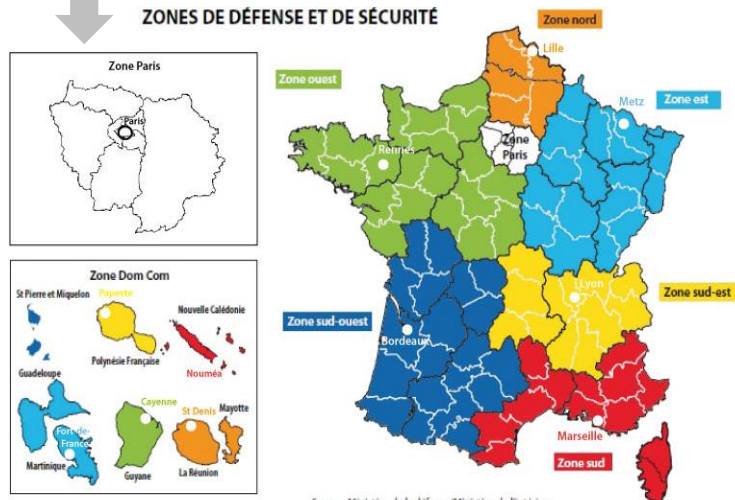 ZONES DE DÉFENSE ET DE SÉCURITÉ
Zone nord
Lille
Zone Paris
Paris
Zone ouest
Rennes
Metz
Zone est
Zone
Paris
Zone Dom Com
St Pierre et Miquelon
Papeete
Nouvelle Calédonie
Polynésie Française
Nouméa
Guadeloupe
Cayenne
St Denis
Mayotte
Fort-de-
France
Martinique
Guyane
La Réunion
Zone sud-ouest
Bordeaux
Lyon
Zone sud-est
Marseille
Zone sud